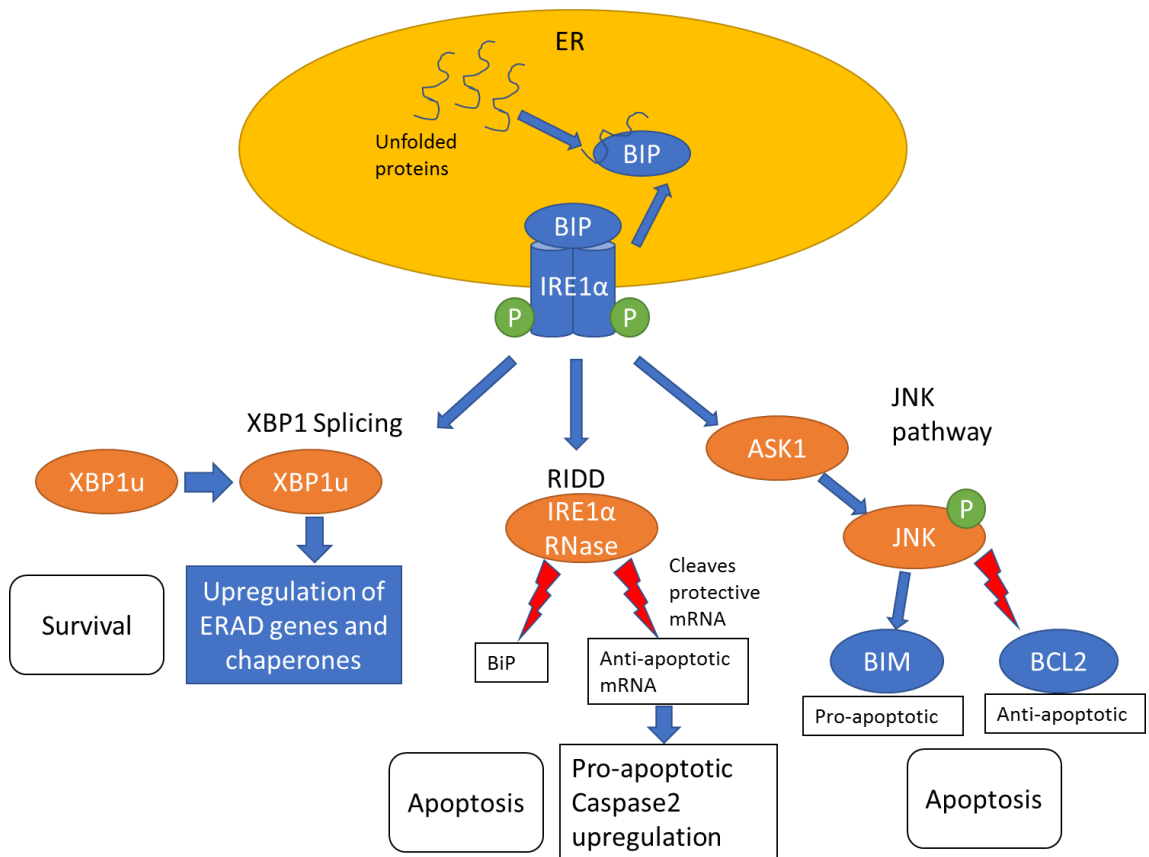 ER
Unfolded
proteins
BIP
BIP
IRE1α
P
P
XBP1 Splicing
XBP1u
XBP1u
Upregulation of
ERAD genes and
chaperones
Survival
RIDD
IRE1α
RNase
Cleaves
protective
mRNA
BiP
Anti-apoptotic
mRNA
Pro-apoptotic
Caspase2
upregulation
Apoptosis
JNK
pathway
ASK1
P
JNK
BIM
Pro-apoptotic
BCL2
Anti-apoptotic
Apoptosis